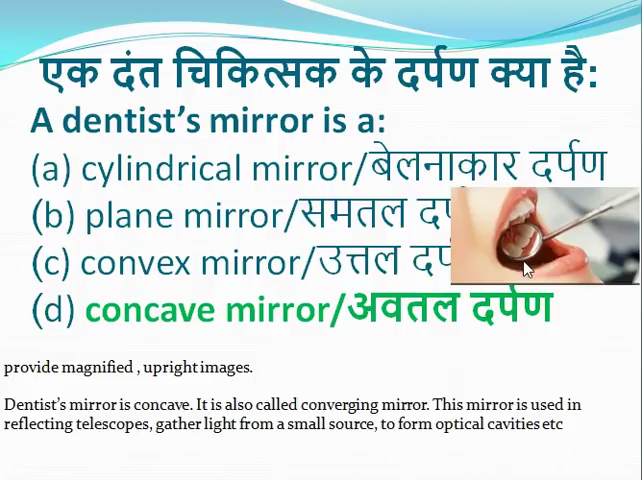 एक दंत चिकित्सक के दर्पण क्या है:
A dentist's mirror is a:
(a) cylindrical mirror/बेलनाकार दर्पण
(b) plane mirror/समतल
(c) convex mirror/उत्तल
(d) concave mirror/अवतल दर्पण
provide magnified , upright images.
Dentist's mirror is concave. It is also called converging mirror. This mirror is used in
reflecting telescopes, gather light from a small source, to form optical cavities etc